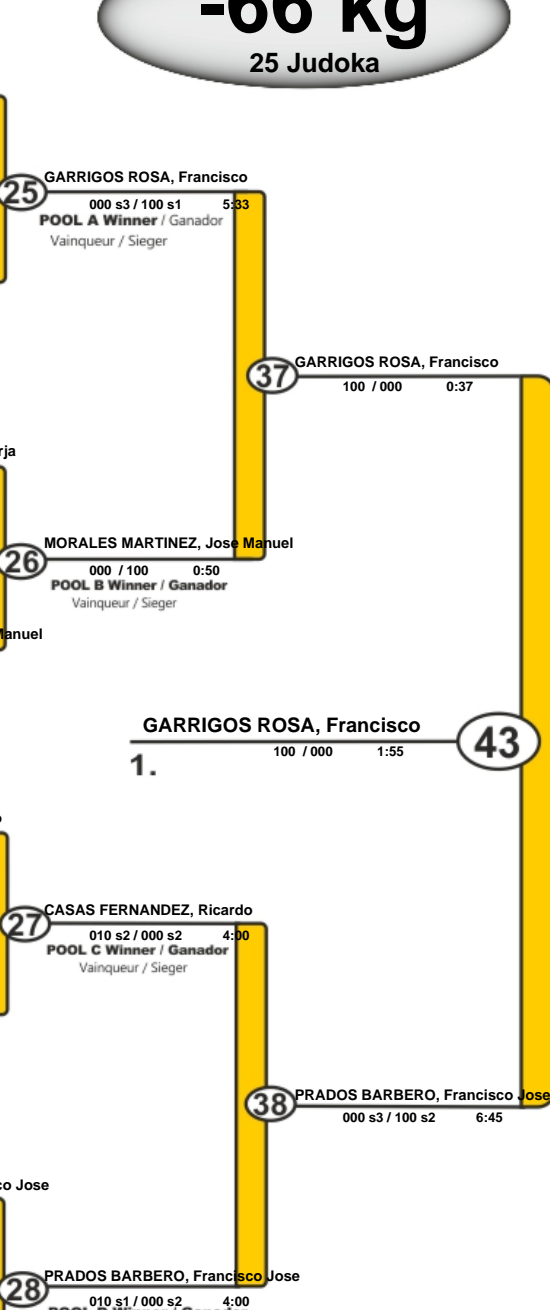 -66 kg
25 Judoka
25
GARRIGOS ROSA, Francisco
000 s3 / 100 s1 5:33
POOL A Winner / Ganador
Vainqueur / Sieger
37
GARRIGOS ROSA, Francisco
100 / 000 0:37
rja
26
MORALES MARTINEZ, Jose Manuel
000 / 100 0:50
POOL B Winner / Ganador
Vainqueur / Sieger
Manuel
GARRIGOS ROSA, Francisco
43
100 / 000 1:55
1.
27
CASAS FERNANDEZ, Ricardo
010 s2 / 000 s2 4:00
POOL C Winner / Ganador
Vainqueur / Sieger
38
PRADOS BARBERO, Francisco Jose
000 s3 / 100 s2 6:45
co Jose
28
PRADOS BARBERO, Francisco Jose
010 s1 / 000 s2 4:00